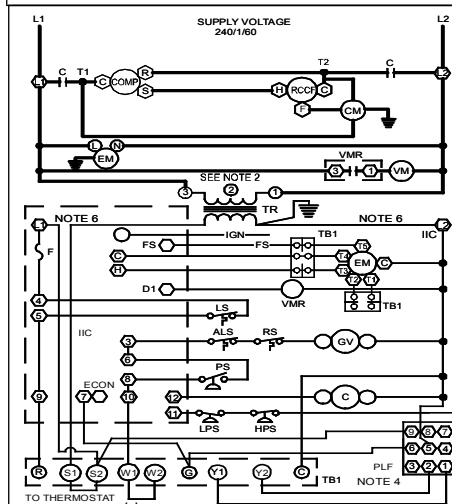 L1 SUPPLY VOLTAGE L2
240/1/60
C T1 T2 C
L1 C COMP R H RCCF C L2
S F CM
L N VMR
EM 3 1 VM
SEE NOTE 2
3 2 1
TR
L1 NOTE 6 NOTE 6 L2
IGN TB1 IIC
FS FS T5
F C T4 EM C
H T3
T2 T1
D1
VMR TB1
4 LS
5
IIC ALS RS
3 GV
6
PS
8
ECON
9 7 10 12 C
11
LPS HPS
9 8 7
6 5 4
R S1 S2 W1 W2 G Y1 Y2 C TB1 PLF 3 2 1
NOTE 4
TO THERMOSTAT